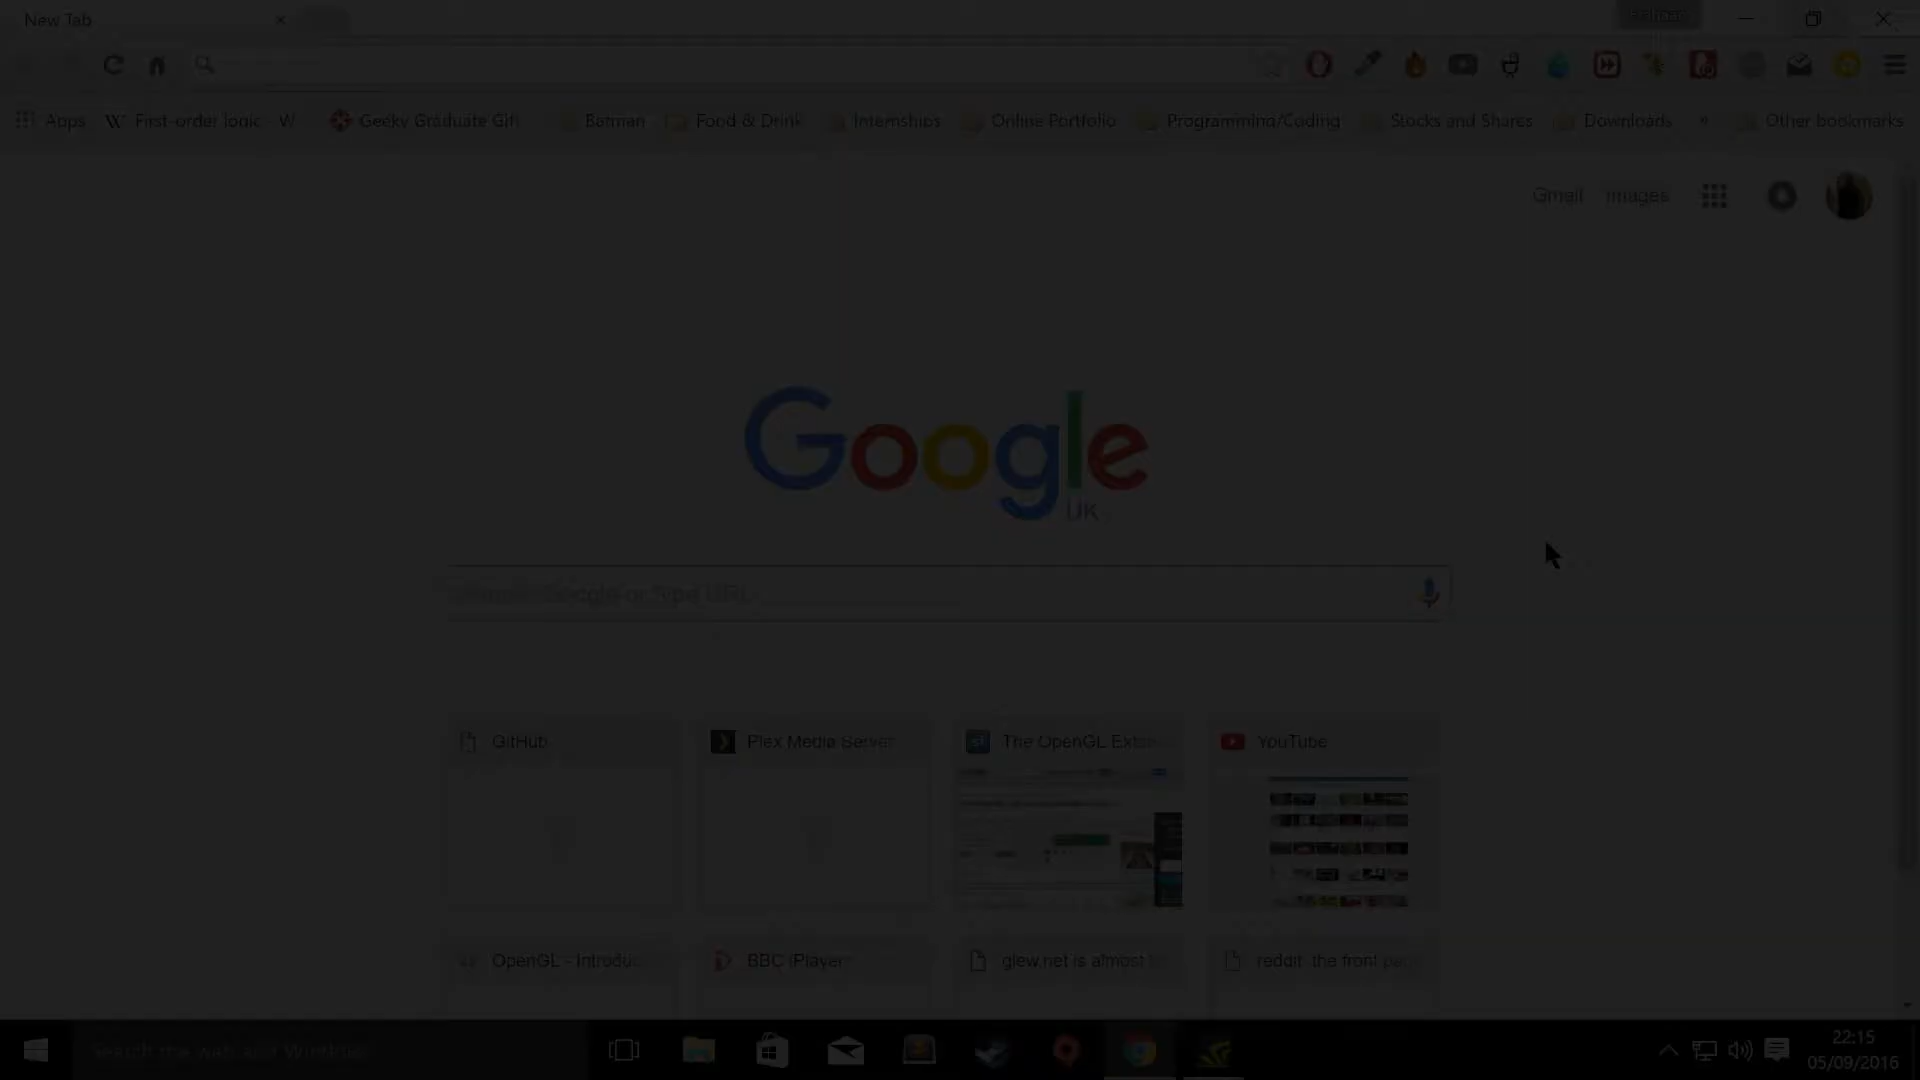 New Tab
Apps
First-order logic - W
Geeky Graduate Gift
Batman
Food & Drink
Internships
Online Portfolio
Programming/Coding
Stocks and Shares
Downloads
»
Other bookmarks
Gmail
Images
Google
UK
Search Google or type URL
GitHub
Plex Media Server
The OpenGL Exten
YouTube
OpenGL - Introduc
BBC iPlayer
glew.net is almost
reddit: the front page
Search the web and Windows
22:15
05/09/2016